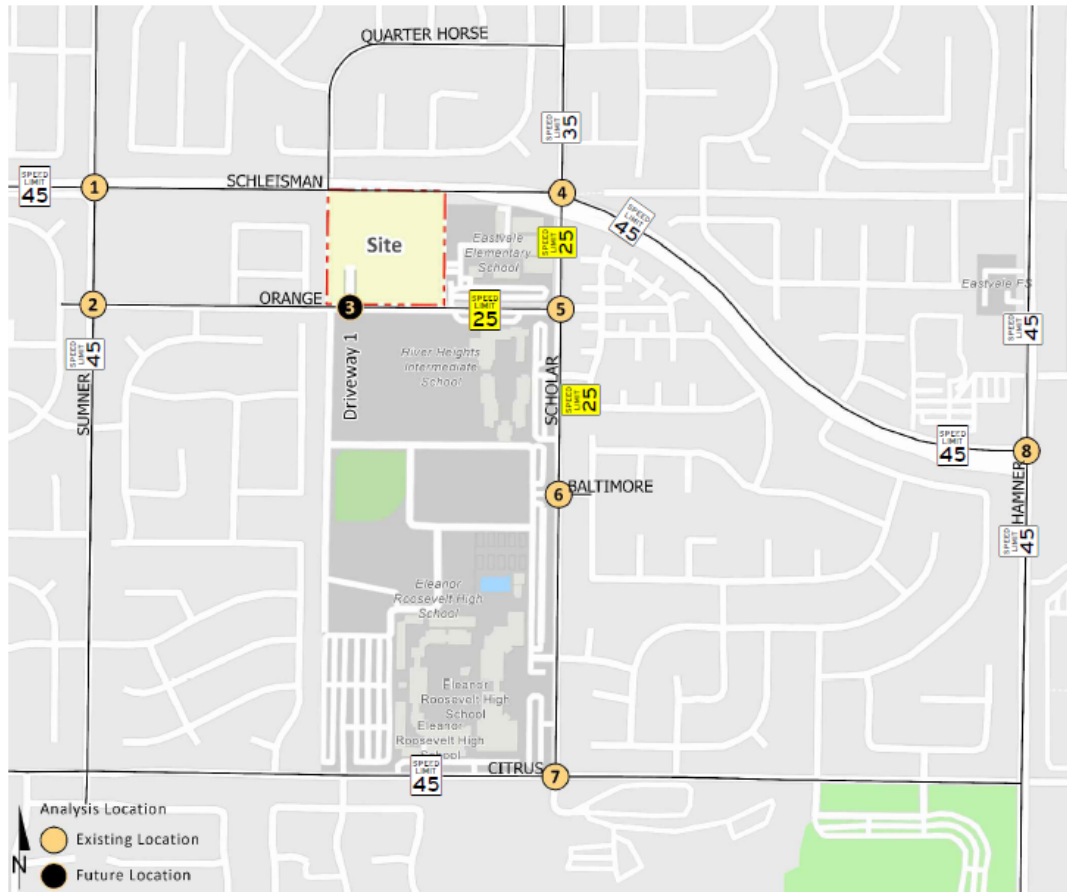 QUARTER HORSE
SPEED LIMIT 35
SPEED LIMIT 45
1
SCHLEISMAN
4
SPEED LIMIT 45
Site
Eastvale
Elementary
School
SPEED LIMIT 25
Eastvale FS
2
ORANGE
3
SPEED LIMIT 25
5
SPEED LIMIT 45
SPEED LIMIT 45
SUMNER
Driveway 1
River Heights
Intermediate
School
SCHOLAR
SPEED LIMIT 25
SPEED LIMIT 45
8
HAMNER
6
BALTIMORE
SPEED LIMIT 45
Eleanor
Roosevelt High
School
Eleanor
Roosevelt High
School
Eleanor
Roosevelt High
School
SPEED LIMIT 45
CITRUS
7
Analysis Location
Existing Location
Future Location
N